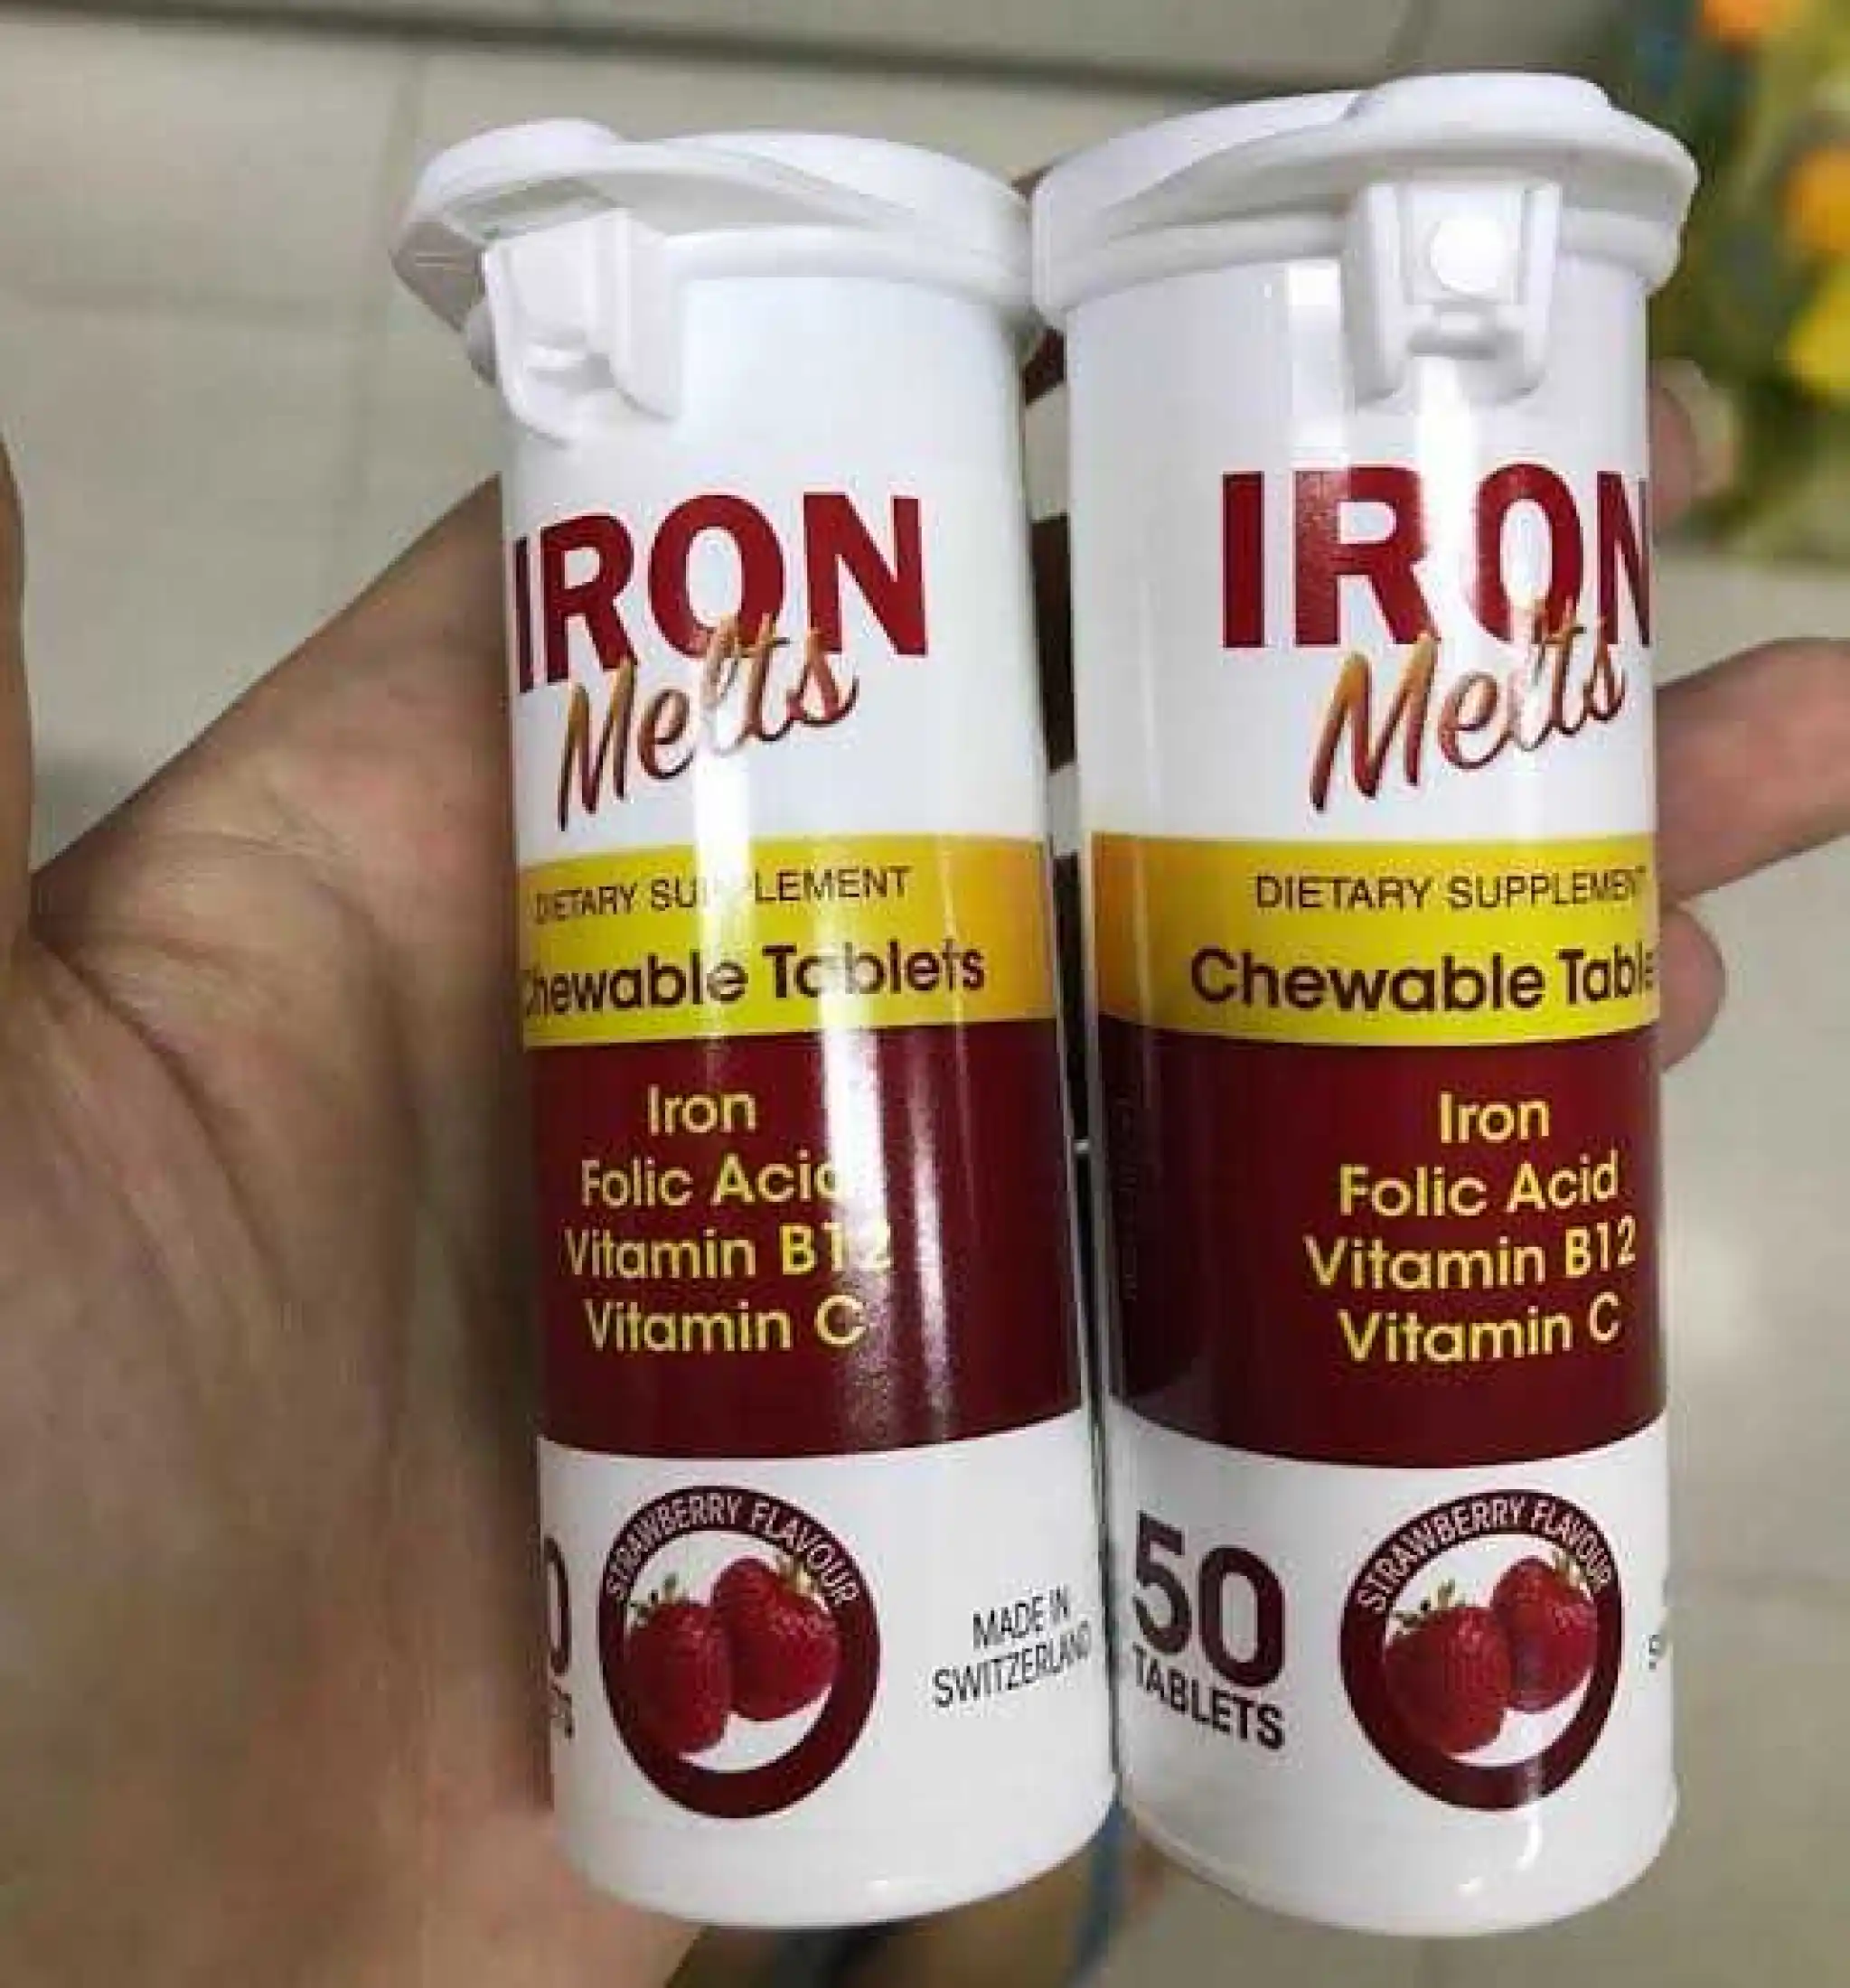 IRON
Melts
DIETARY SUPPLEMENT
Chewable Tablets
Iron
Folic Acid
Vitamin B12
Vitamin C
STRAWBERRY FLAVOUR
MADE IN
SWITZERLAND
IRON
Melts
DIETARY SUPPLEMENT
Chewable Table
Iron
Folic Acid
Vitamin B12
Vitamin C
50
TABLETS
STRAWBERRY FLAVOUR